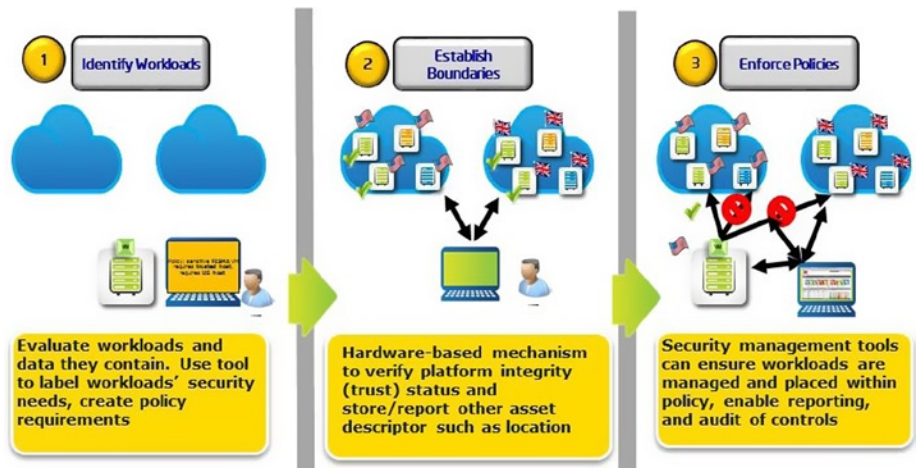 1
Identify Workloads
Evaluate workloads and
data they contain. Use tool
to label workloads’ security
needs, create policy
requirements
2
Establish
Boundaries
Hardware-based mechanism
to verify platform integrity
(trust) status and
store/report other asset
descriptor such as location
3
Enforce Policies
Security management tools
can ensure workloads are
managed and placed within
policy, enable reporting,
and audit of controls